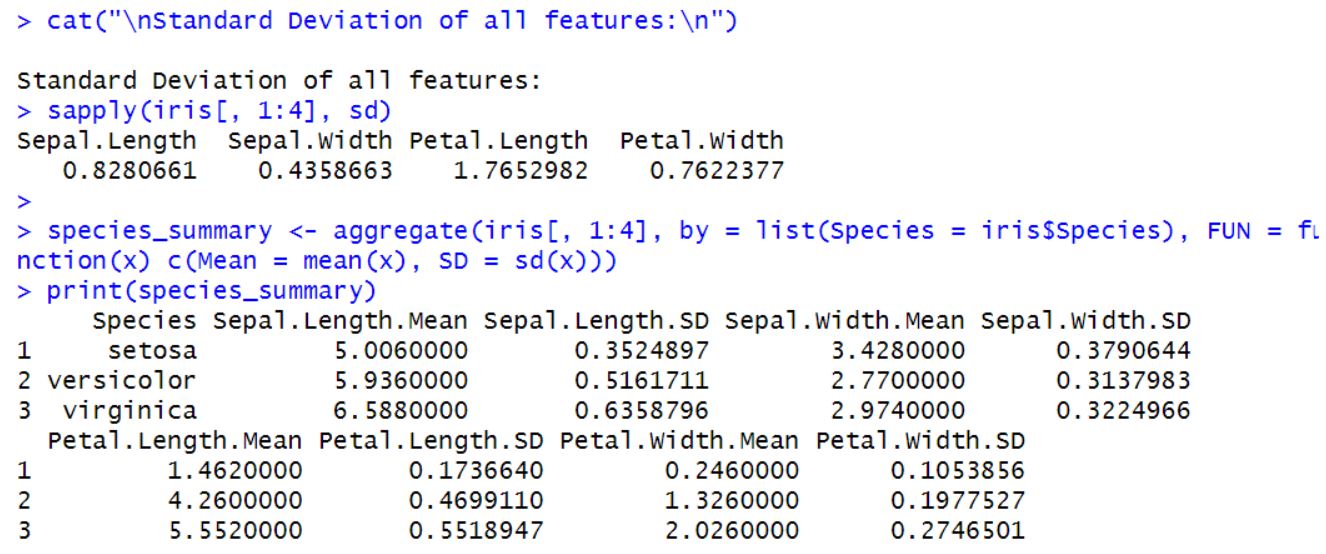 > cat("\nStandard Deviation of all features:\n")
Standard Deviation of all features:
> sapply(iris[, 1:4], sd)
Sepal.Length  Sepal.Width Petal.Length  Petal.Width
   0.8280661    0.4358663    1.7652982    0.7622377
>
> species_summary <- aggregate(iris[, 1:4], by = list(Species = iris$Species), FUN = fu
nction(x) c(Mean = mean(x), SD = sd(x)))
> print(species_summary)
     Species Sepal.Length.Mean Sepal.Length.SD Sepal.Width.Mean Sepal.Width.SD
1     setosa         5.0060000       0.3524897        3.4280000      0.3790644
2 versicolor         5.9360000       0.5161711        2.7700000      0.3137983
3  virginica         6.5880000       0.6358796        2.9740000      0.3224966
  Petal.Length.Mean Petal.Length.SD Petal.Width.Mean Petal.Width.SD
1         1.4620000       0.1736640        0.2460000      0.1053856
2         4.2600000       0.4699110        1.3260000      0.1977527
3         5.5520000       0.5518947        2.0260000      0.2746501